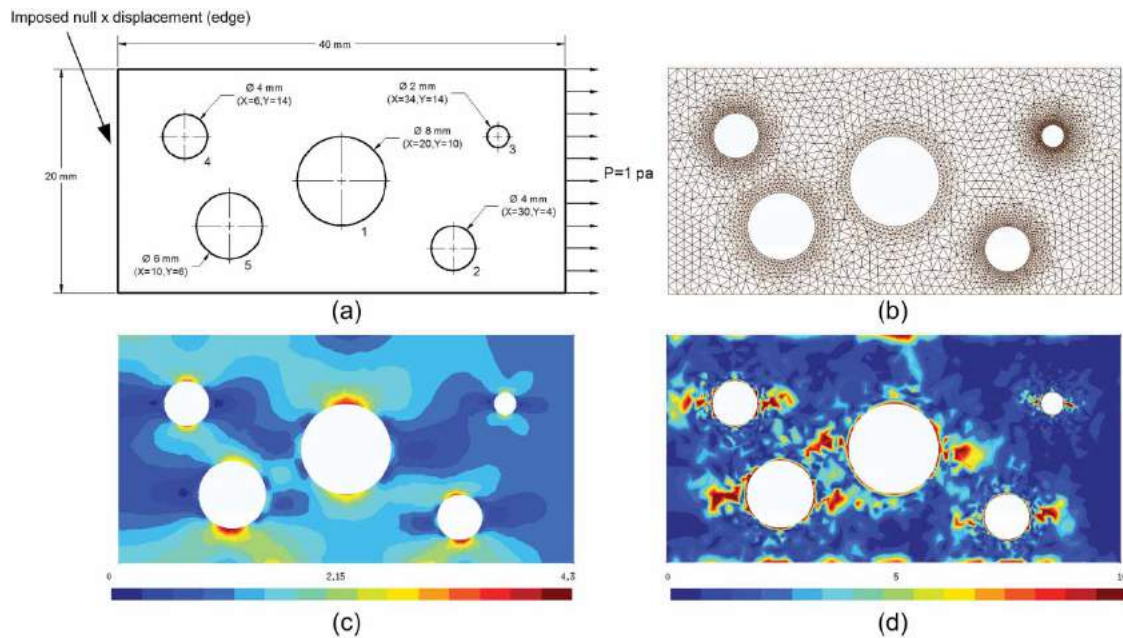 Imposed null x displacement (edge)
40 mm
20 mm
Ø 4 mm
(X=6,Y=14)
4
Ø 2 mm
(X=34,Y=14)
3
Ø 8 mm
(X=20,Y=10)
1
P=1 pa
Ø 4 mm
(X=30,Y=4)
2
Ø 6 mm
(X=10,Y=6)
5
(a)
(b)
0 2.15 4.3
(c)
0 5 10
(d)